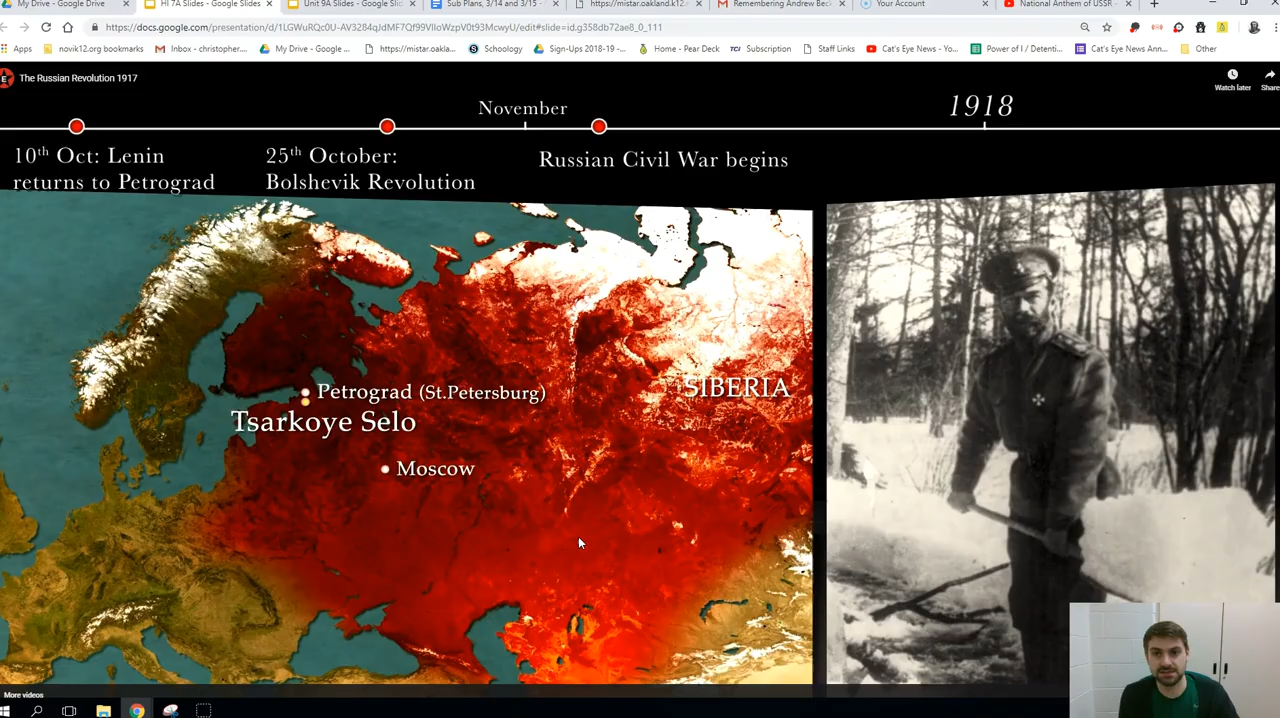 My Drive - Google Drive
HI 7A Slides - Google Slides
Unit 9A Slides - Google Slid
Sub Plans, 3/14 and 3/15 -
https://mistar.oakland.k12.m
Remembering Andrew Beck
Your Account
National Anthem of USSR -
https://docs.google.com/presentation/d/1LGWuRQc0U-AV3284qJdMF7Qf99VIIoWzpV0t93McwyU/edit#slide=id.g358db72ae8_0_111
Apps
novik12.org bookmarks
Inbox - christopher....
My Drive - Google ...
https://mistar.oakla...
Schoology
Sign-Ups 2018-19 -...
Home - Pear Deck
TCI Subscription
Staff Links
Cat's Eye News - Yo...
Power of I / Detenti...
Cat's Eye News Ann...
Other
The Russian Revolution 1917
Watch later
Share
November
1918
10th Oct: Lenin
returns to Petrograd
25th October:
Bolshevik Revolution
Russian Civil War begins
Petrograd (St.Petersburg)
Tsarkoye Selo
Moscow
SIBERIA
More videos